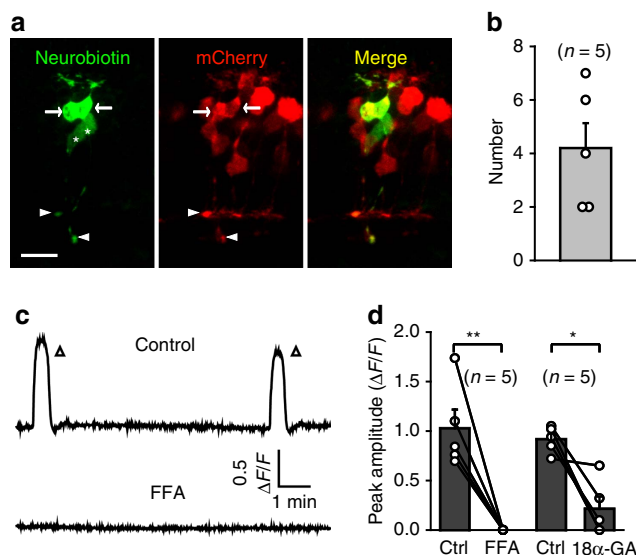 a
Neurobiotin
mCherry
Merge
*
*
b
(n = 5)
Number
8
6
4
2
0
c
Control
0.5
ΔF/F
1 min
FFA
d
Peak amplitude (ΔF/F)
2.0
1.5
1.0
0.5
0.0
**
*
(n = 5)
(n = 5)
Ctrl FFA Ctrl 18α-GA